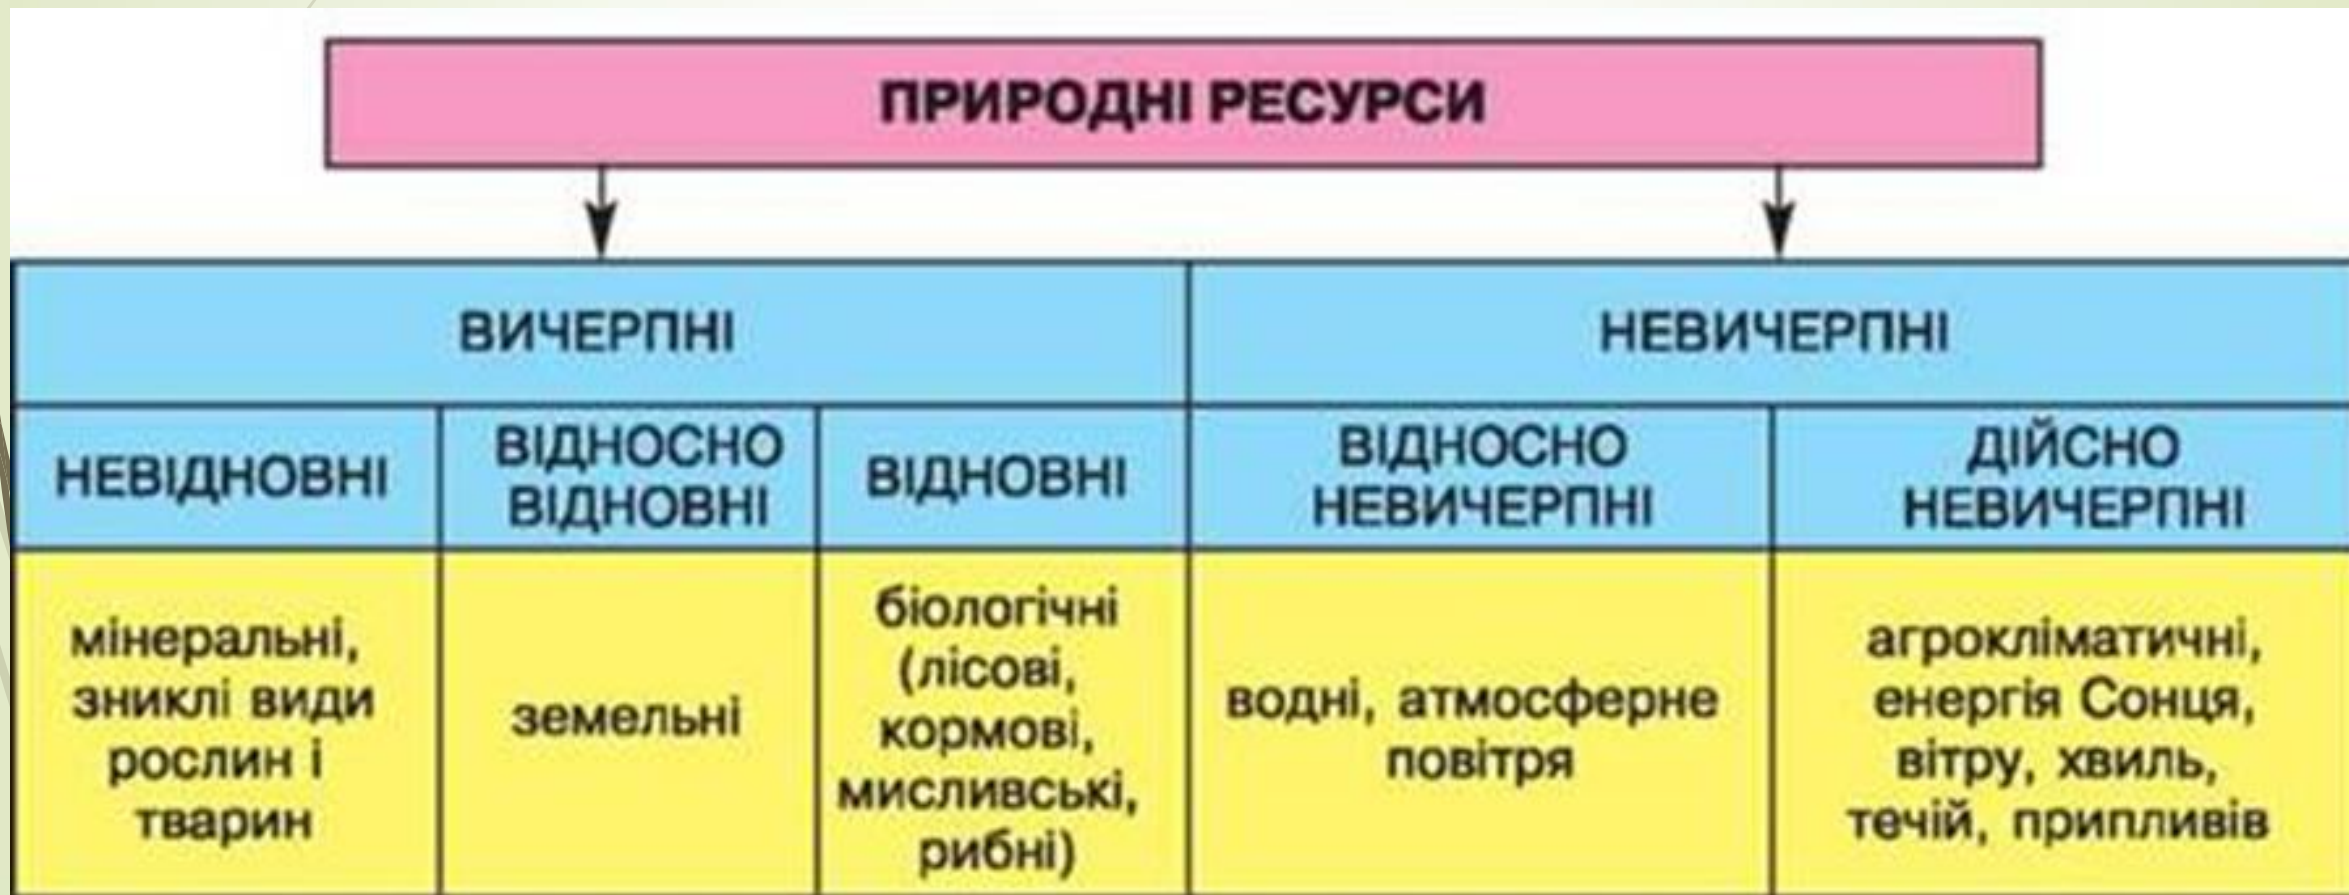 ПРИРОДНІ РЕСУРСИ
ВИЧЕРПНІ
НЕВИЧЕРПНІ
НЕВІДНОВНІ
ВІДНОСНО
ВІДНОВНІ
ВІДНОВНІ
ВІДНОСНО
НЕВИЧЕРПНІ
ДІЙСНО
НЕВИЧЕРПНІ
мінеральні,
зниклі види
рослин і
тварин
земельні
біологічні
(лісові,
кормові,
мисливські,
рибні)
водні, атмосферне
повітря
агрокліматичні,
енергія Сонця,
вітру, хвиль,
течій, припливів